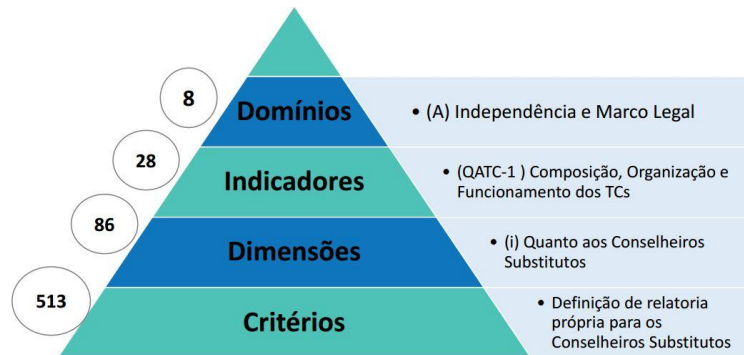 8
Domínios
• (A) Independência e Marco Legal
28
Indicadores
• (QATC-1 ) Composição, Organização e
Funcionamento dos TCs
86
Dimensões
• (i) Quanto aos Conselheiros
Substitutos
513
Critérios
• Definição de relatoria
própria para os
Conselheiros Substitutos